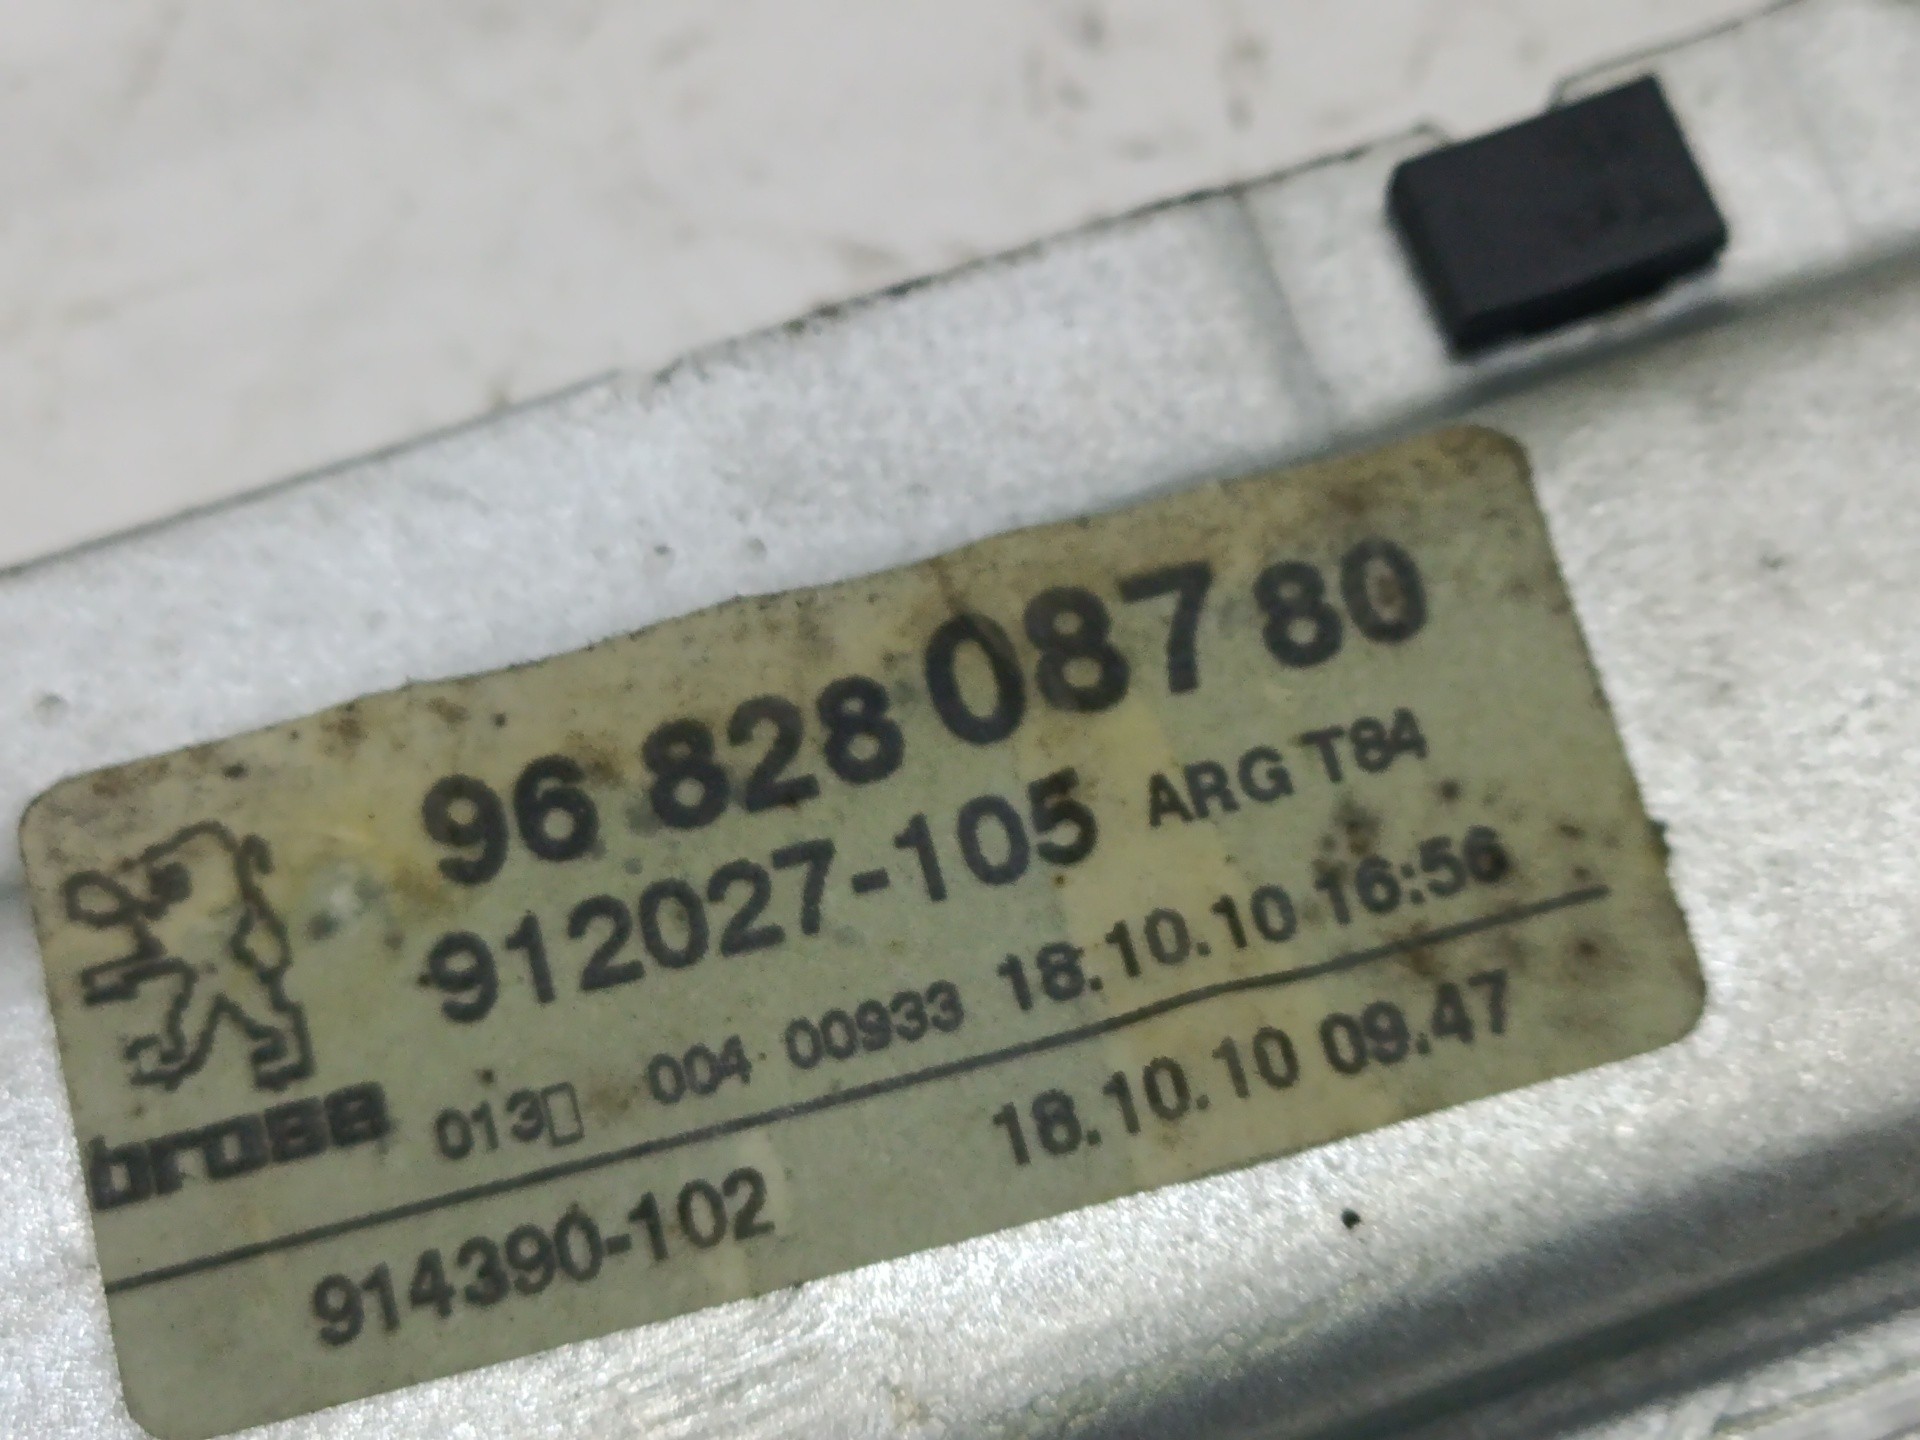 96 828 087 80
912027-105 ARG T84
brose 013 004 00933 18.10.10 16:56
914390-102 18.10.10 09.47